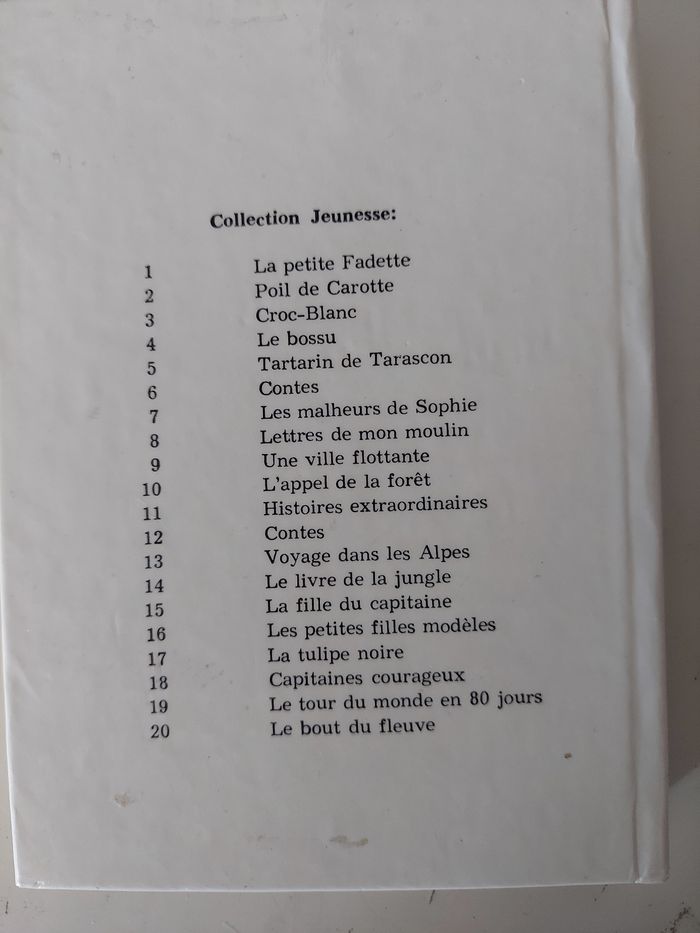 Collection Jeunesse:
1 La petite Fadette
2 Poil de Carotte
3 Croc-Blanc
4 Le bossu
5 Tartarin de Tarascon
6 Contes
7 Les malheurs de Sophie
8 Lettres de mon moulin
9 Une ville flottante
10 L'appel de la forêt
11 Histoires extraordinaires
12 Contes
13 Voyage dans les Alpes
14 Le livre de la jungle
15 La fille du capitaine
16 Les petites filles modèles
17 La tulipe noire
18 Capitaines courageux
19 Le tour du monde en 80 jours
20 Le bout du fleuve